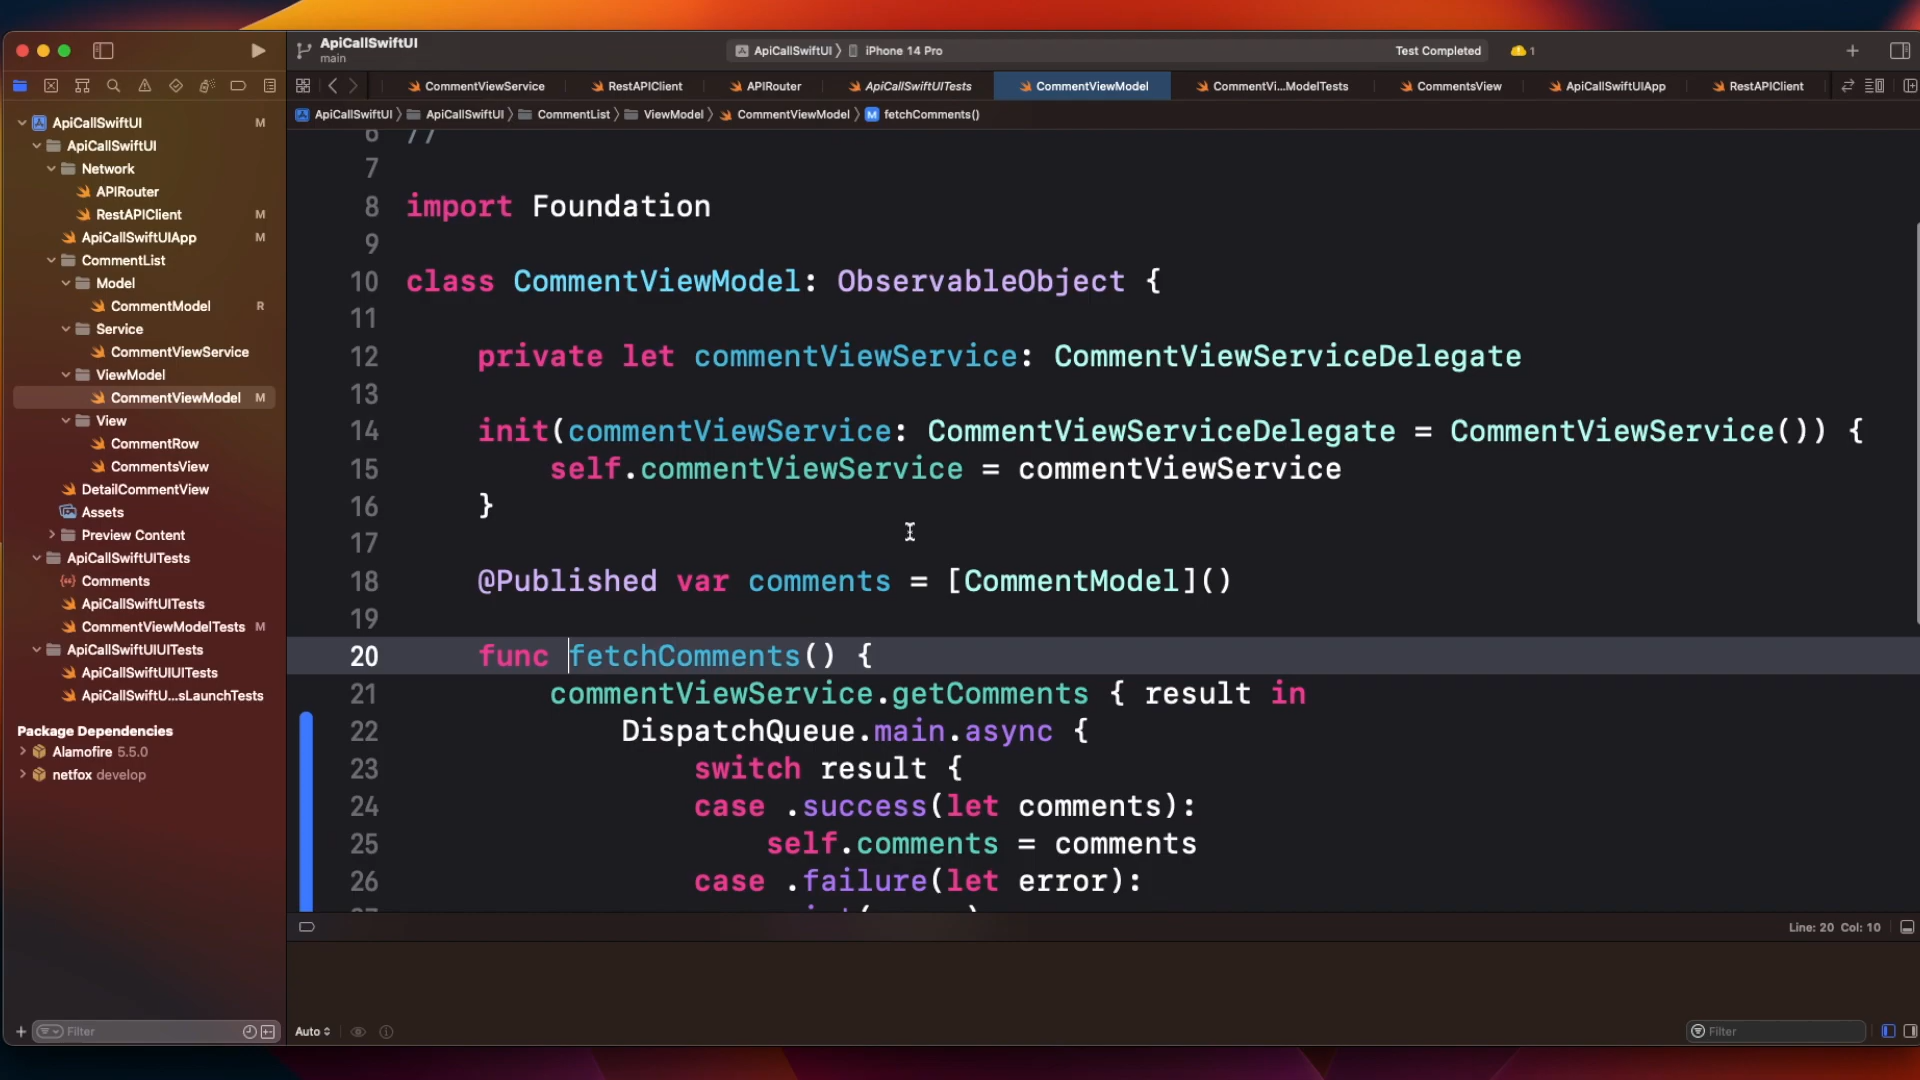 ApiCallSwiftUI
main
ApiCallSwiftUI
iPhone 14 Pro
Test Completed
1
CommentViewService
RestAPIClient
APIRouter
ApiCallSwiftUITests
CommentViewModel
CommentVi...ModelTests
CommentsView
ApiCallSwiftUIApp
RestAPIClient
ApiCallSwiftUI
ApiCallSwiftUI
CommentList
ViewModel
CommentViewModel
M
fetchComments()
ApiCallSwiftUI M
ApiCallSwiftUI
Network
APIRouter
RestAPIClient M
ApiCallSwiftUIApp M
CommentList
Model
CommentModel R
Service
CommentViewService
ViewModel
CommentViewModel M
View
CommentRow
CommentsView
DetailCommentView
Assets
Preview Content
ApiCallSwiftUITests
Comments
ApiCallSwiftUITests
CommentViewModelTests M
ApiCallSwiftUIUITests
ApiCallSwiftUIUITests
ApiCallSwiftU...sLaunchTests
Package Dependencies
Alamofire 5.5.0
netfox develop
Filter
6 //
7
8 import Foundation
9
10 class CommentViewModel: ObservableObject {
11
12 private let commentViewService: CommentViewServiceDelegate
13
14 init(commentViewService: CommentViewServiceDelegate = CommentViewService()) {
15 self.commentViewService = commentViewService
16 }
17
18 @Published var comments = [CommentModel]()
19
20 func fetchComments() {
21 commentViewService.getComments { result in
22 DispatchQueue.main.async {
23 switch result {
24 case .success(let comments):
25 self.comments = comments
26 case .failure(let error):
Line: 20 Col: 10
Auto
Filter